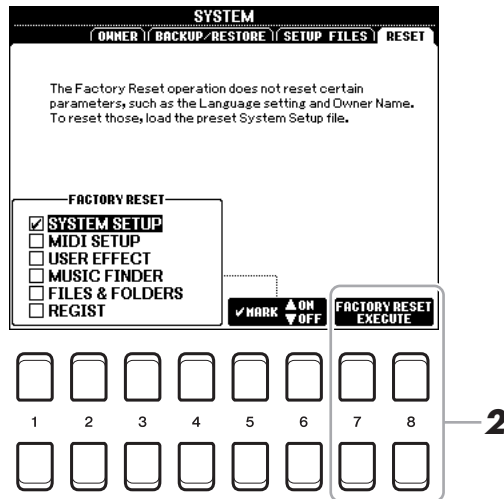 SYSTEM
OWNER BACKUP/RESTORE SETUP FILES RESET
The Factory Reset operation does not reset certain
parameters, such as the Language setting and Owner Name.
To reset those, load the preset System Setup file.
FACTORY RESET
SYSTEM SETUP
MIDI SETUP
USER EFFECT
MUSIC FINDER
FILES & FOLDERS
REGIST
✓MARK ▲ON
▼OFF
FACTORY RESET
EXECUTE
1 2 3 4 5 6 7 8
2